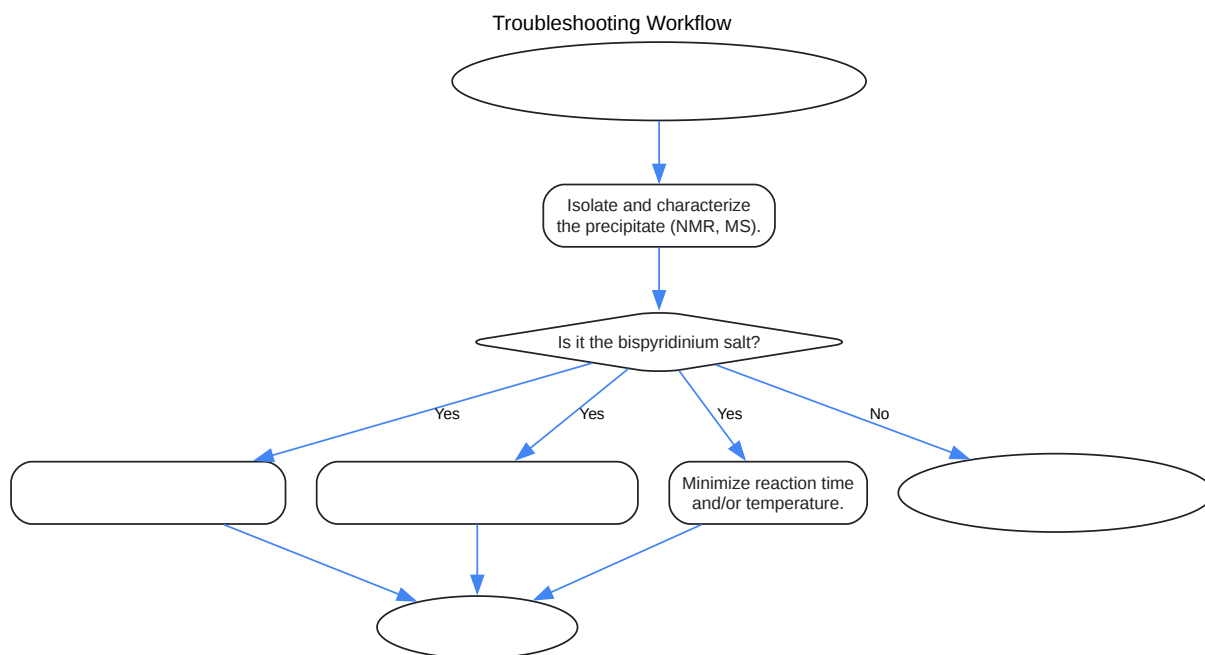 Troubleshooting Workflow
Isolate and characterize
the precipitate (NMR, MS).
Is it the bispyridinium salt?
Yes
Yes
Yes
No
Minimize reaction time
and/or temperature.